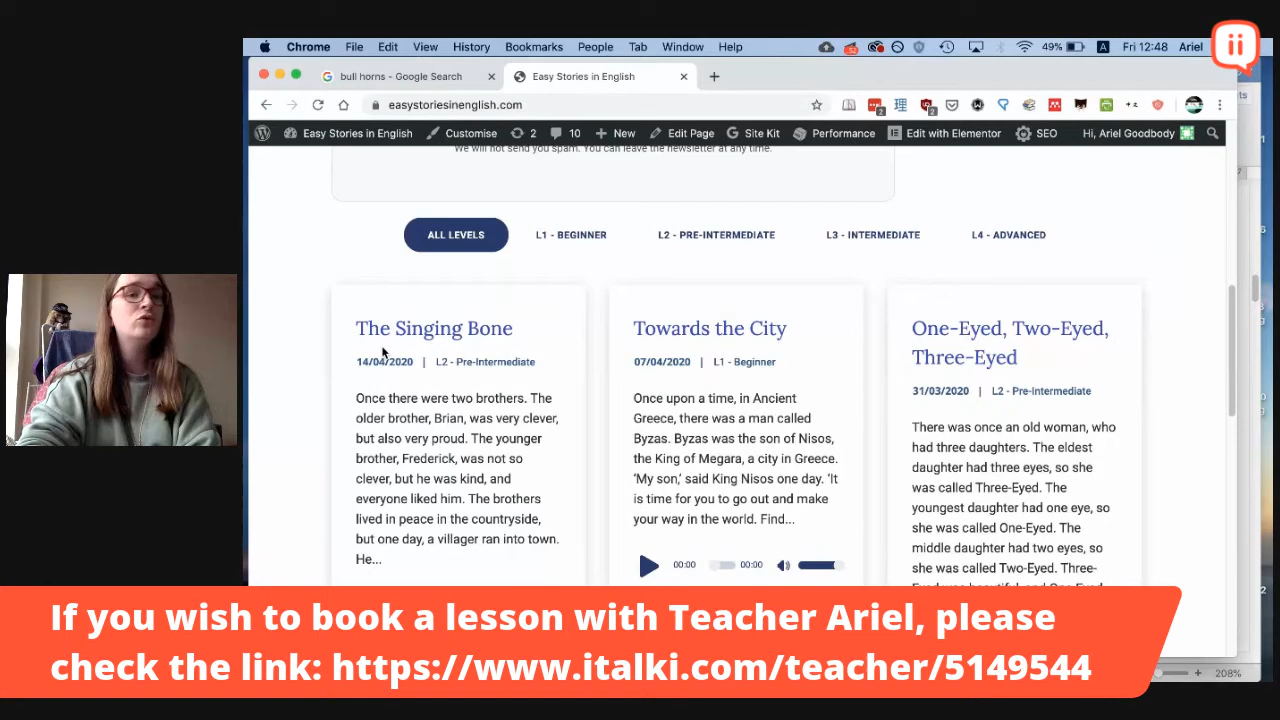 Chrome File Edit View History Bookmarks People Tab Window Help 49% A Fri 12:48 Ariel
bull horns - Google Search Easy Stories in English
easystoriesinenglish.com
Easy Stories in English Customise 2 10 New Edit Page Site Kit Performance Edit with Elementor SEO Hi, Ariel Goodbody
We will not send you spam. You can leave the newsletter at any time.
ALL LEVELS L1 - BEGINNER L2 - PRE-INTERMEDIATE L3 - INTERMEDIATE L4 - ADVANCED
The Singing Bone
14/04/2020 | L2 - Pre-Intermediate
Once there were two brothers. The
older brother, Brian, was very clever,
but also very proud. The younger
brother, Frederick, was not so
clever, but he was kind, and
everyone liked him. The brothers
lived in peace in the countryside,
but one day, a villager ran into town.
He...
Towards the City
07/04/2020 | L1 - Beginner
Once upon a time, in Ancient
Greece, there was a man called
Byzas. Byzas was the son of Nisos,
the King of Megara, a city in Greece.
‘My son,’ said King Nisos one day. ‘It
is time for you to go out and make
your way in the world. Find...
00:00 00:00
One-Eyed, Two-Eyed,
Three-Eyed
31/03/2020 | L2 - Pre-Intermediate
There was once an old woman, who
had three daughters. The eldest
daughter had three eyes, so she
was called Three-Eyed. The
youngest daughter had one eye, so
she was called One-Eyed. The
middle daughter had two eyes, so
she was called Two-Eyed. Three-
If you wish to book a lesson with Teacher Ariel, please
check the link: https://www.italki.com/teacher/5149544
208%